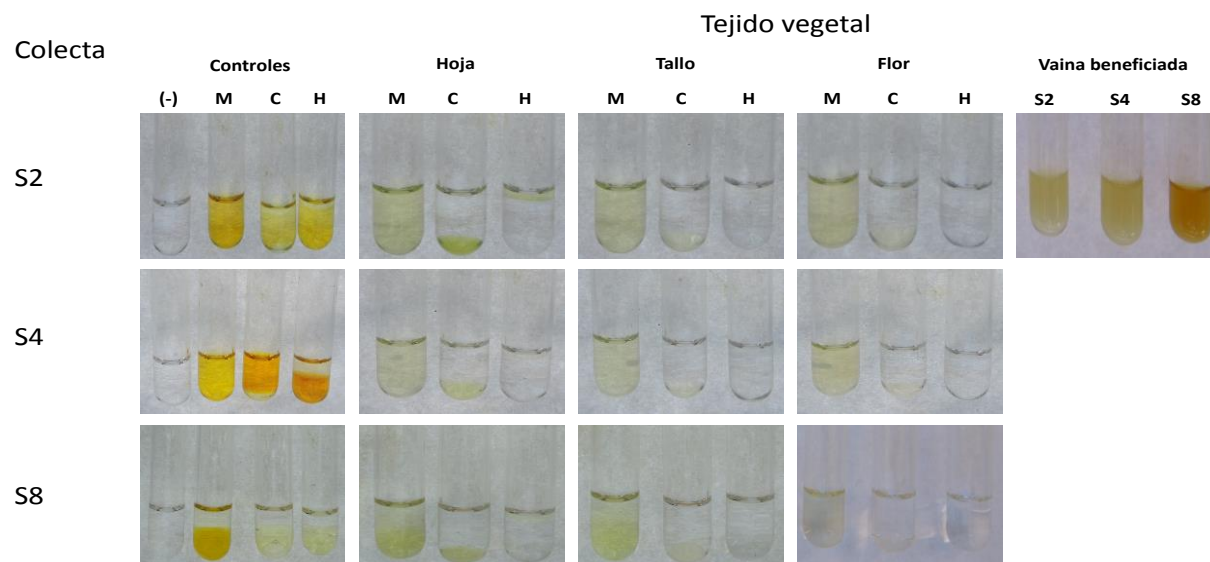 Tejido vegetal
Colecta
Controles Hoja Tallo Flor Vaina beneficiada
(-) M C H M C H M C H M C H S2 S4 S8
S2
S4
S8